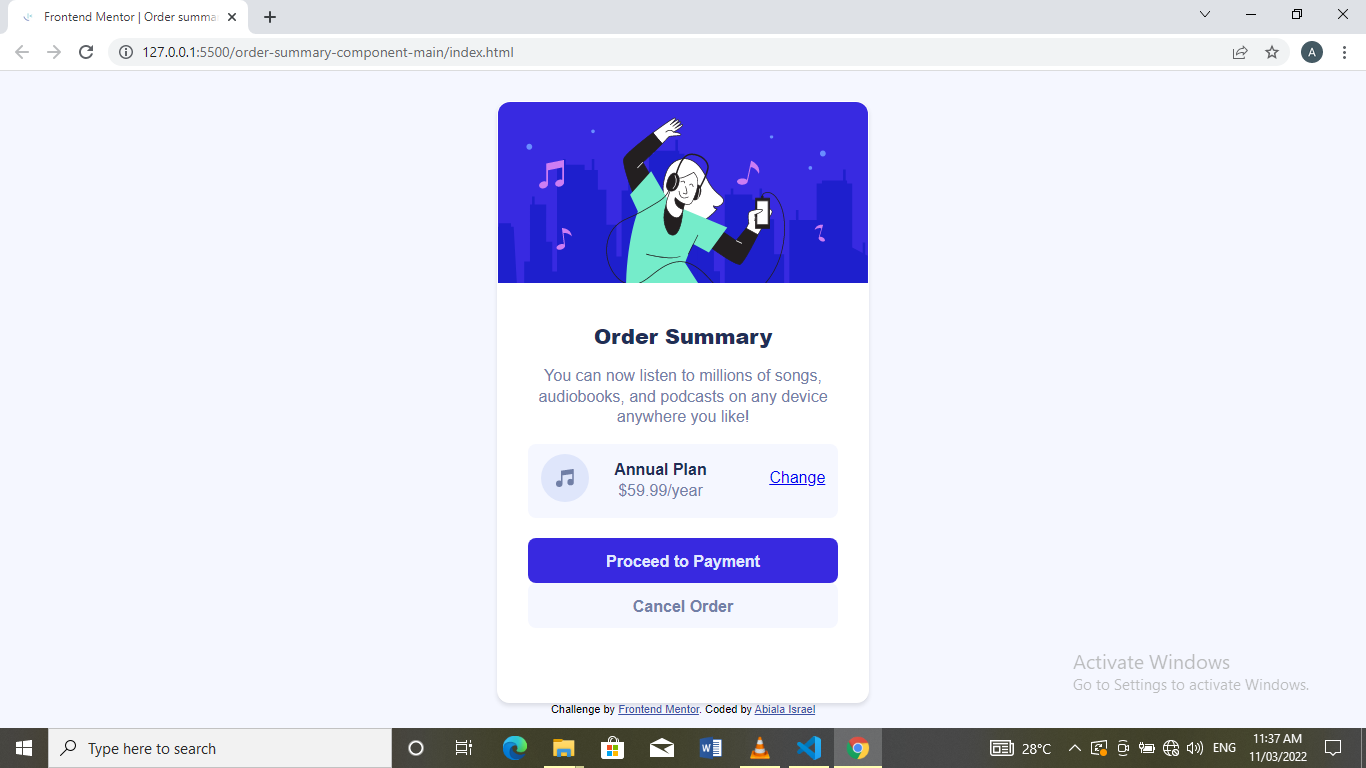 Frontend Mentor | Order summa
127.0.0.1:5500/order-summary-component-main/index.html
A
Order Summary
You can now listen to millions of songs,
audiobooks, and podcasts on any device
anywhere you like!
Annual Plan
$59.99/year
Change
Proceed to Payment
Cancel Order
Activate Windows
Go to Settings to activate Windows.
Challenge by Frontend Mentor. Coded by Abiala Israel
Type here to search
W
28°C
ENG
11:37 AM
11/03/2022